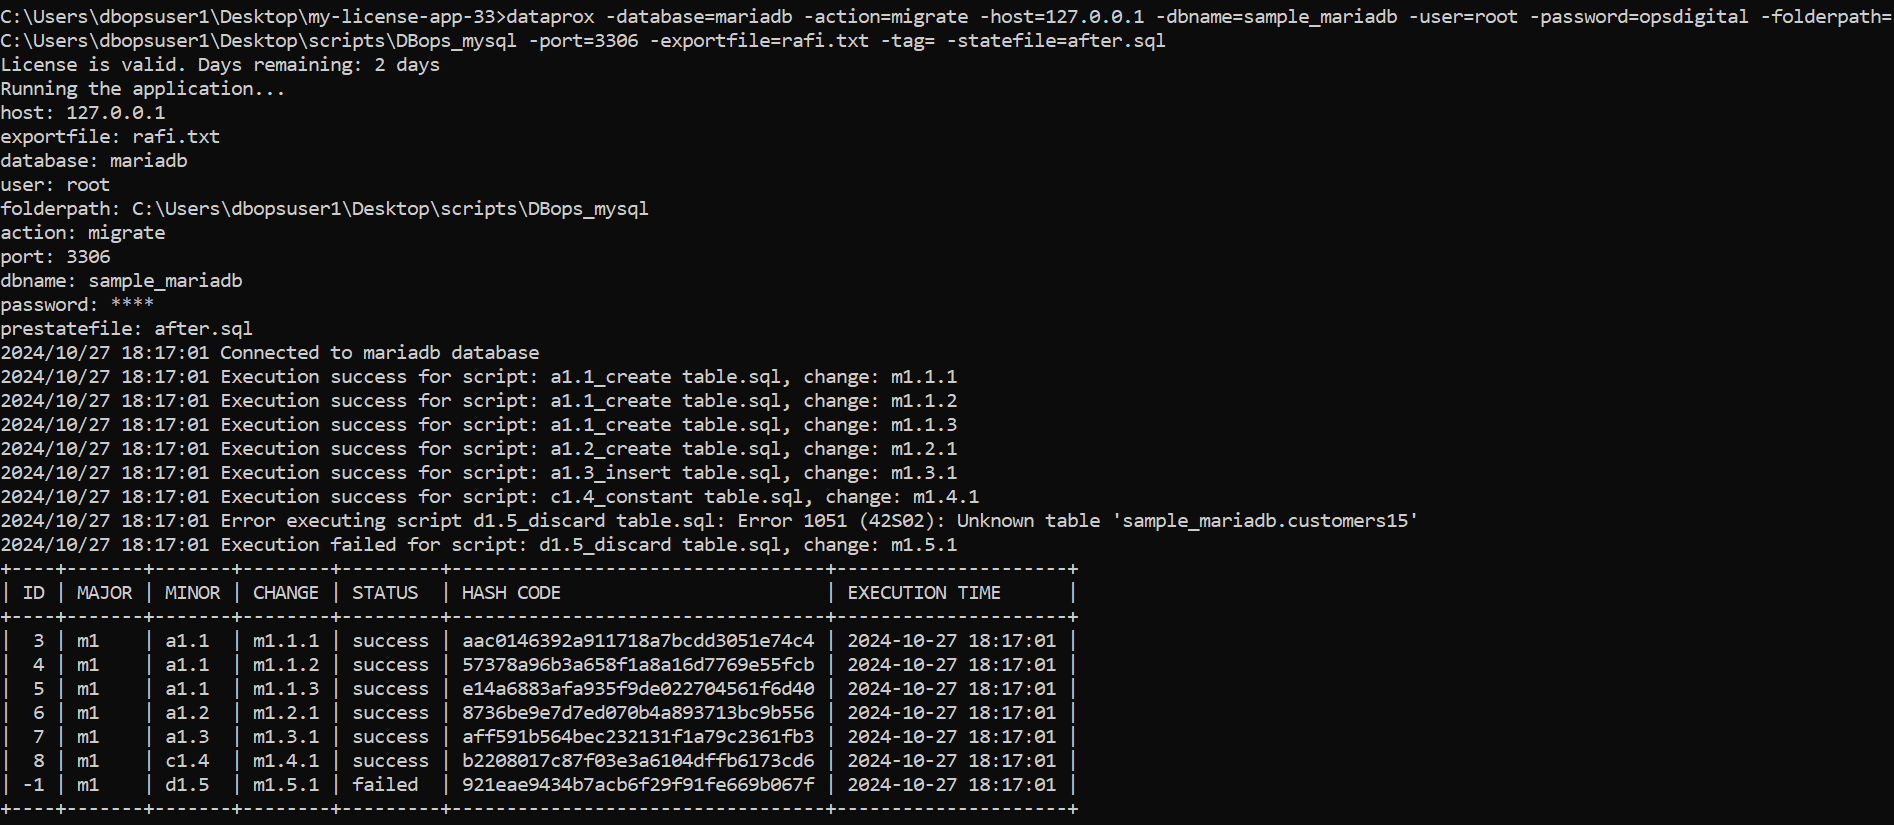 C:\Users\dbopsuser1\Desktop\my-license-app-33>dataprox -database=mariadb -action=migrate -host=127.0.0.1 -dbname=sample_mariadb -user=root -password=opsdigital -folderpath=
C:\Users\dbopsuser1\Desktop\scripts\DBops_mysql -port=3306 -exportfile=rafi.txt -tag= -statefile=after.sql
License is valid. Days remaining: 2 days
Running the application...
host: 127.0.0.1
exportfile: rafi.txt
database: mariadb
user: root
folderpath: C:\Users\dbopsuser1\Desktop\scripts\DBops_mysql
action: migrate
port: 3306
dbname: sample_mariadb
password: ****
prestatefile: after.sql
2024/10/27 18:17:01 Connected to mariadb database
2024/10/27 18:17:01 Execution success for script: a1.1_create table.sql, change: m1.1.1
2024/10/27 18:17:01 Execution success for script: a1.1_create table.sql, change: m1.1.2
2024/10/27 18:17:01 Execution success for script: a1.1_create table.sql, change: m1.1.3
2024/10/27 18:17:01 Execution success for script: a1.2_create table.sql, change: m1.2.1
2024/10/27 18:17:01 Execution success for script: a1.3_insert table.sql, change: m1.3.1
2024/10/27 18:17:01 Execution success for script: c1.4_constant table.sql, change: m1.4.1
2024/10/27 18:17:01 Error executing script d1.5_discard table.sql: Error 1051 (42S02): Unknown table 'sample_mariadb.customers15'
2024/10/27 18:17:01 Execution failed for script: d1.5_discard table.sql, change: m1.5.1
+----+-------+-------+--------+---------+----------------------------------+---------------------+
| ID | MAJOR | MINOR | CHANGE | STATUS  | HASH CODE                        | EXECUTION TIME      |
+----+-------+-------+--------+---------+----------------------------------+---------------------+
|  3 | m1    | a1.1  | m1.1.1 | success | aac0146392a911718a7bcdd3051e74c4 | 2024-10-27 18:17:01 |
|  4 | m1    | a1.1  | m1.1.2 | success | 57378a96b3a658f1a8a16d7769e55fcb | 2024-10-27 18:17:01 |
|  5 | m1    | a1.1  | m1.1.3 | success | e14a6883afa935f9de022704561f6d40 | 2024-10-27 18:17:01 |
|  6 | m1    | a1.2  | m1.2.1 | success | 8736be9e7d7ed070b4a893713bc9b556 | 2024-10-27 18:17:01 |
|  7 | m1    | a1.3  | m1.3.1 | success | aff591b564bec232131f1a79c2361fb3 | 2024-10-27 18:17:01 |
|  8 | m1    | c1.4  | m1.4.1 | success | b2208017c87f03e3a6104dffb6173cd6 | 2024-10-27 18:17:01 |
| -1 | m1    | d1.5  | m1.5.1 | failed  | 921eae9434b7acb6f29f91fe669b067f | 2024-10-27 18:17:01 |
+----+-------+-------+--------+---------+----------------------------------+---------------------+